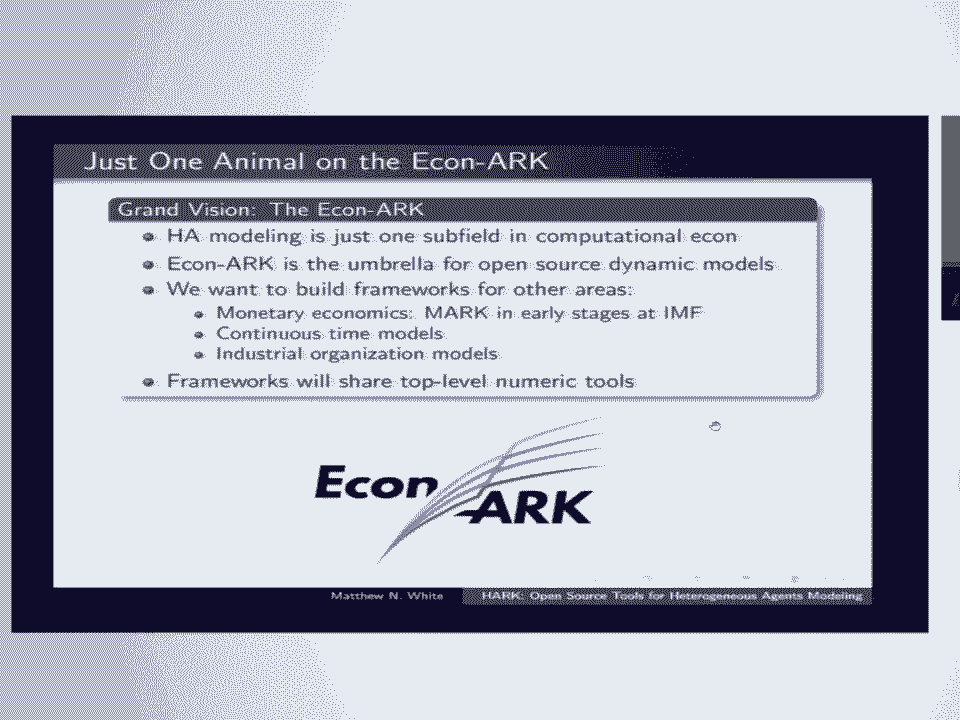 Just One Animal on the Econ-ARK
Grand Vision: The Econ-ARK
HA modeling is just one subfield in computational econ
Econ-ARK is the umbrella for open source dynamic models
We want to build frameworks for other areas:
Monetary economics: MARK in early stages at IMF
Continuous time models
Industrial organization models
Frameworks will share top-level numeric tools
Econ
ARK
Matthew N. White
HARK: Open Source Tools for Heterogeneous Agents Modeling